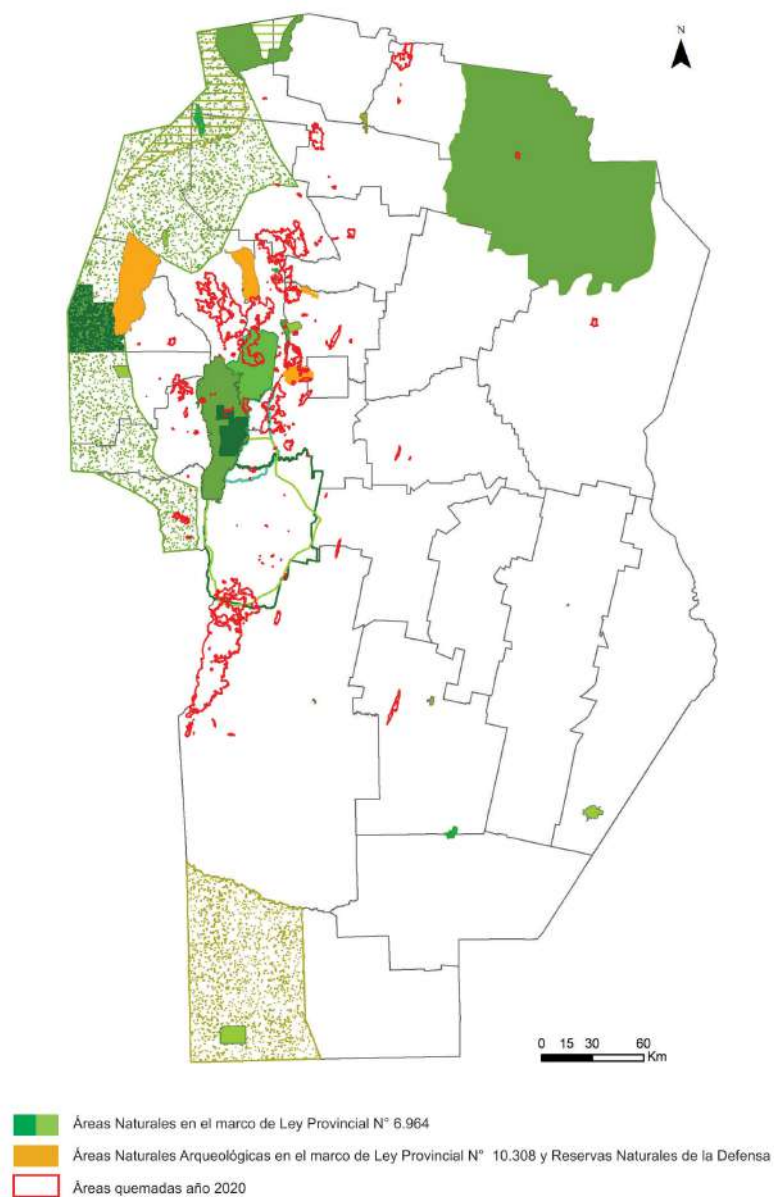 N
0 15 30 60
Km
Áreas Naturales en el marco de Ley Provincial N° 6.964
Áreas Naturales Arqueológicas en el marco de Ley Provincial N° 10.308 y Reservas Naturales de la Defensa
Áreas quemadas año 2020